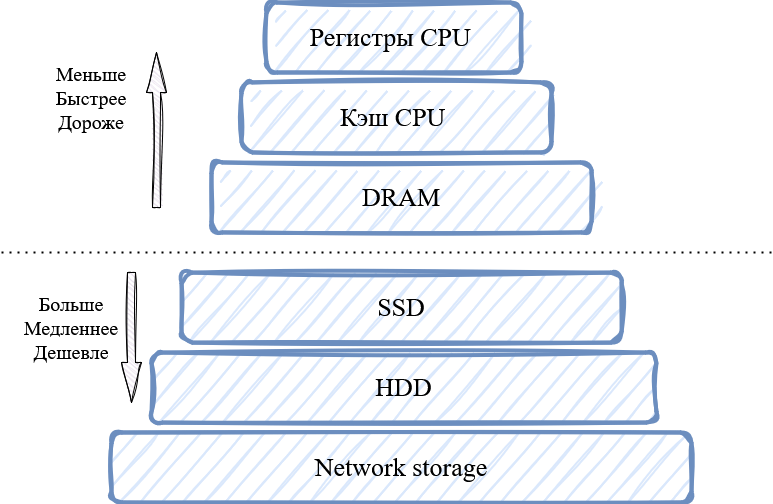 Регистры CPU
Меньше
Быстрее
Дороже
Кэш CPU
DRAM
Больше
Медленнее
Дешевле
SSD
HDD
Network storage